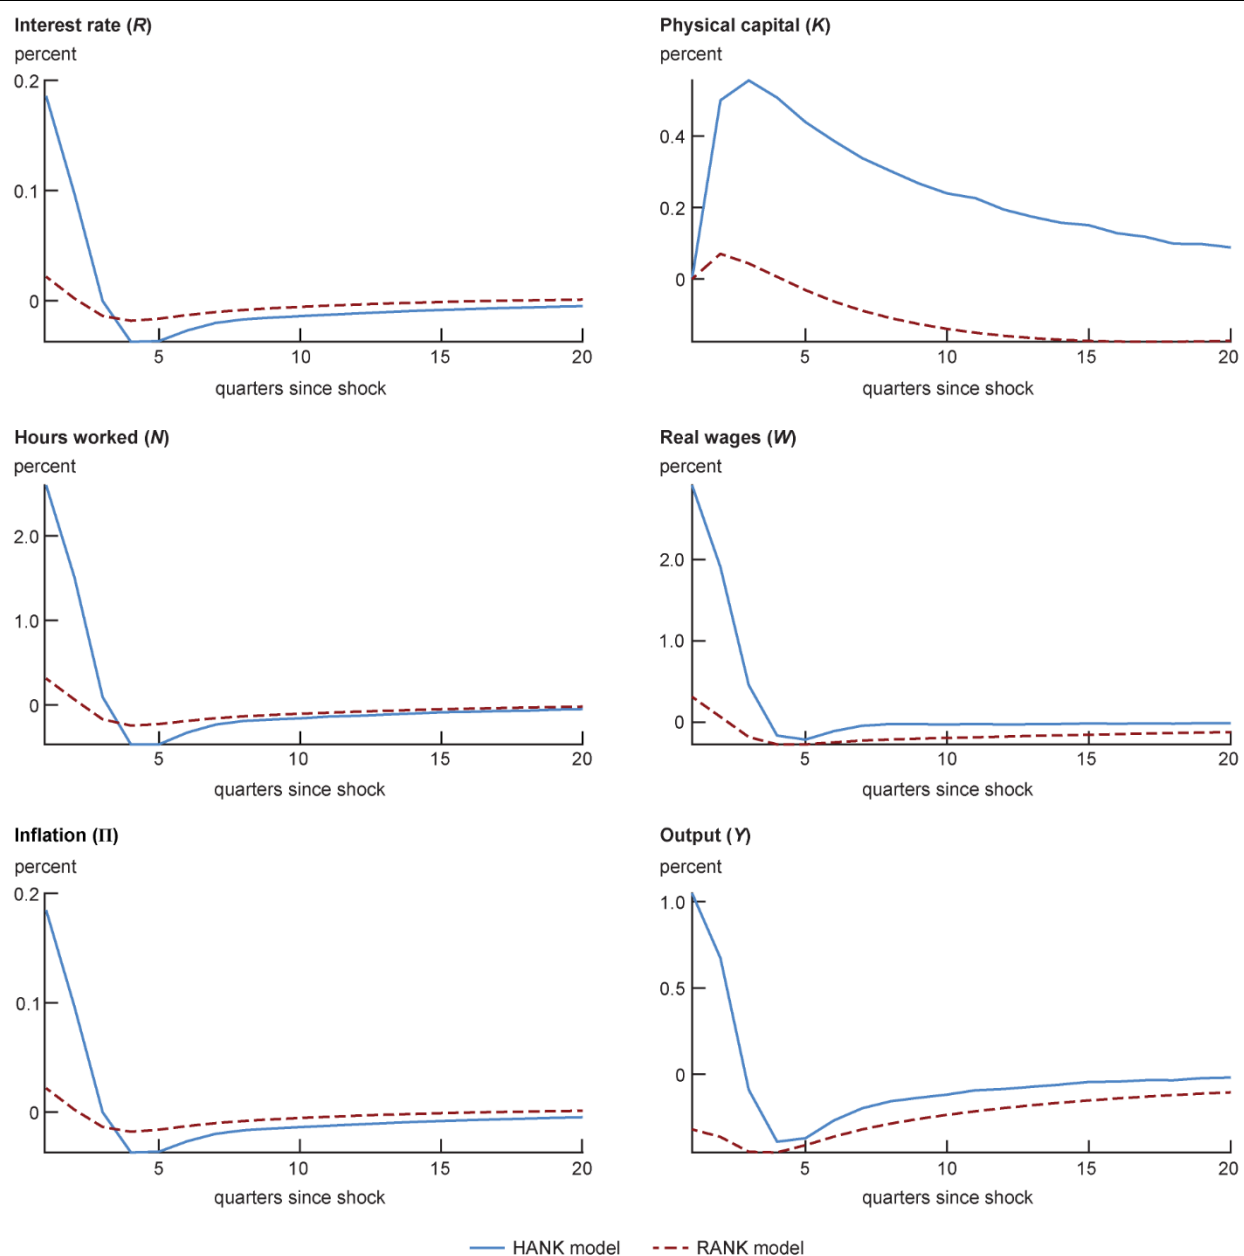 Interest rate (R)
percent
0.2
0.1
0
5
10
15
20
quarters since shock
Physical capital (K)
percent
0.4
0.2
0
5
10
15
20
quarters since shock
Hours worked (N)
percent
2.0
1.0
0
5
10
15
20
quarters since shock
Real wages (W)
percent
2.0
1.0
0
5
10
15
20
quarters since shock
Inflation (Π)
percent
0.2
0.1
0
5
10
15
20
quarters since shock
Output (Y)
percent
1.0
0.5
0
5
10
15
20
quarters since shock
HANK model
RANK model